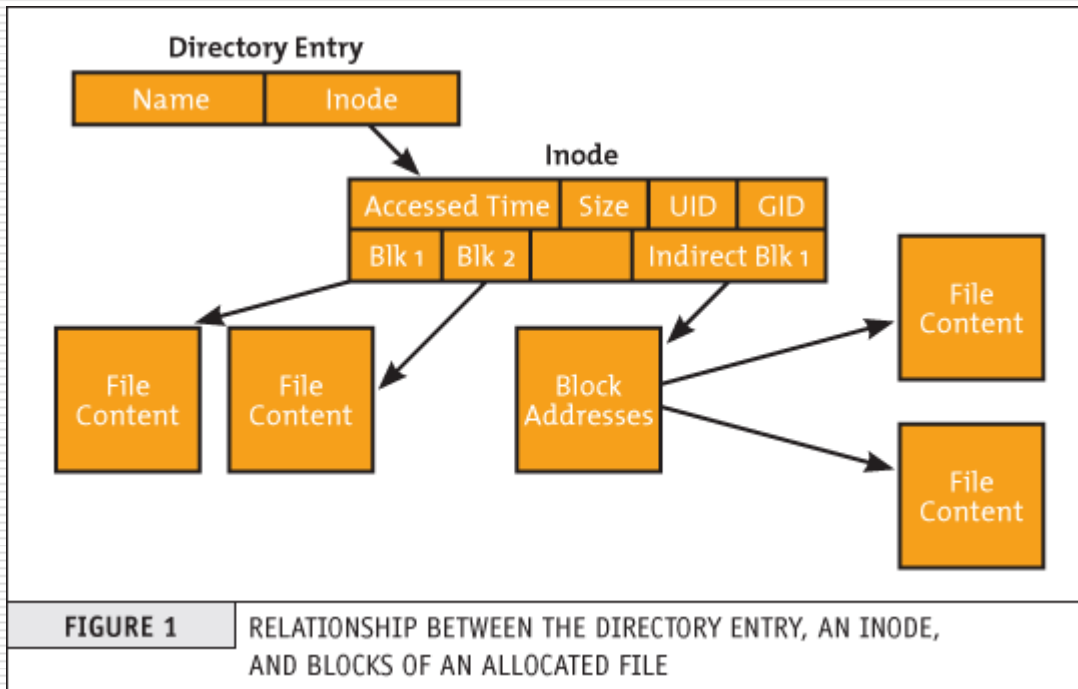 Directory Entry
Name
Inode
Inode
Accessed Time
Size
UID
GID
Blk 1
Blk 2
Indirect Blk 1
File
Content
File
Content
Block
Addresses
File
Content
File
Content
FIGURE 1
RELATIONSHIP BETWEEN THE DIRECTORY ENTRY, AN INODE,
AND BLOCKS OF AN ALLOCATED FILE